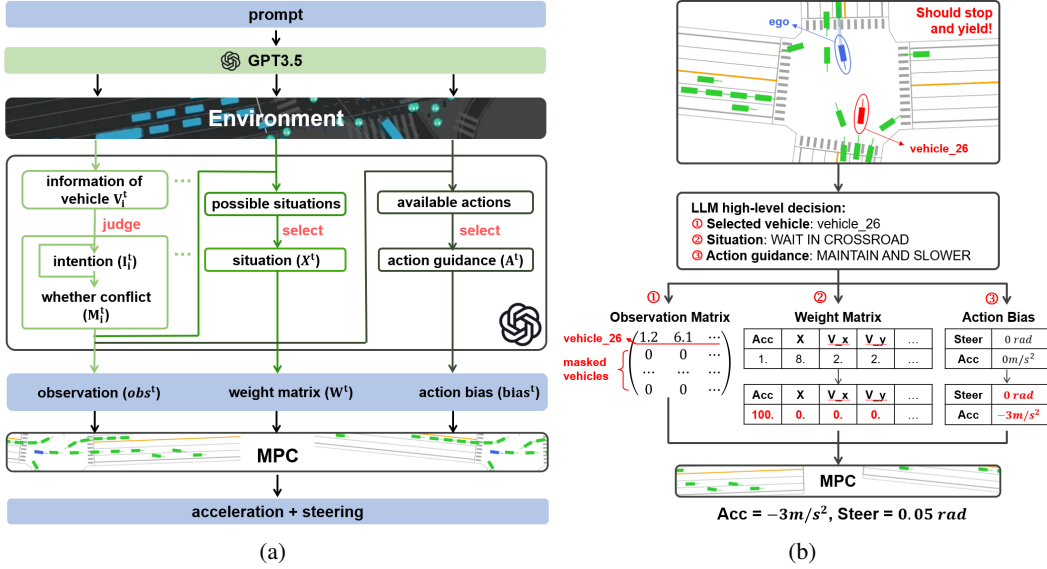 prompt
GPT3.5
Environment
information of
vehicle V_i^t
...
judge
intention (I_i^t)
...
whether conflict
(M_i^t)
possible situations
select
situation (X^t)
available actions
select
action guidance (A^t)
observation (obs^t)
weight matrix (W^t)
action bias (bias^t)
MPC
acceleration + steering
(a)
ego
Should stop
and yield!
vehicle_26
LLM high-level decision:
① Selected vehicle: vehicle_26
② Situation: WAIT IN CROSSROAD
③ Action guidance: MAINTAIN AND SLOWER
①
②
③
Observation Matrix
vehicle_26
masked
vehicles
1.2 6.1 ⋯
0 0 ⋯
⋯ ⋯ ⋯
0 0 ⋯
Weight Matrix
Acc X V_x V_y ...
1. 8. 2. 2. ...
Acc X V_x V_y ...
100. 0. 0. 0. ...
Action Bias
Steer 0 rad
Acc 0m/s²
Steer 0 rad
Acc −3m/s²
MPC
Acc = −3m/s², Steer = 0.05 rad
(b)